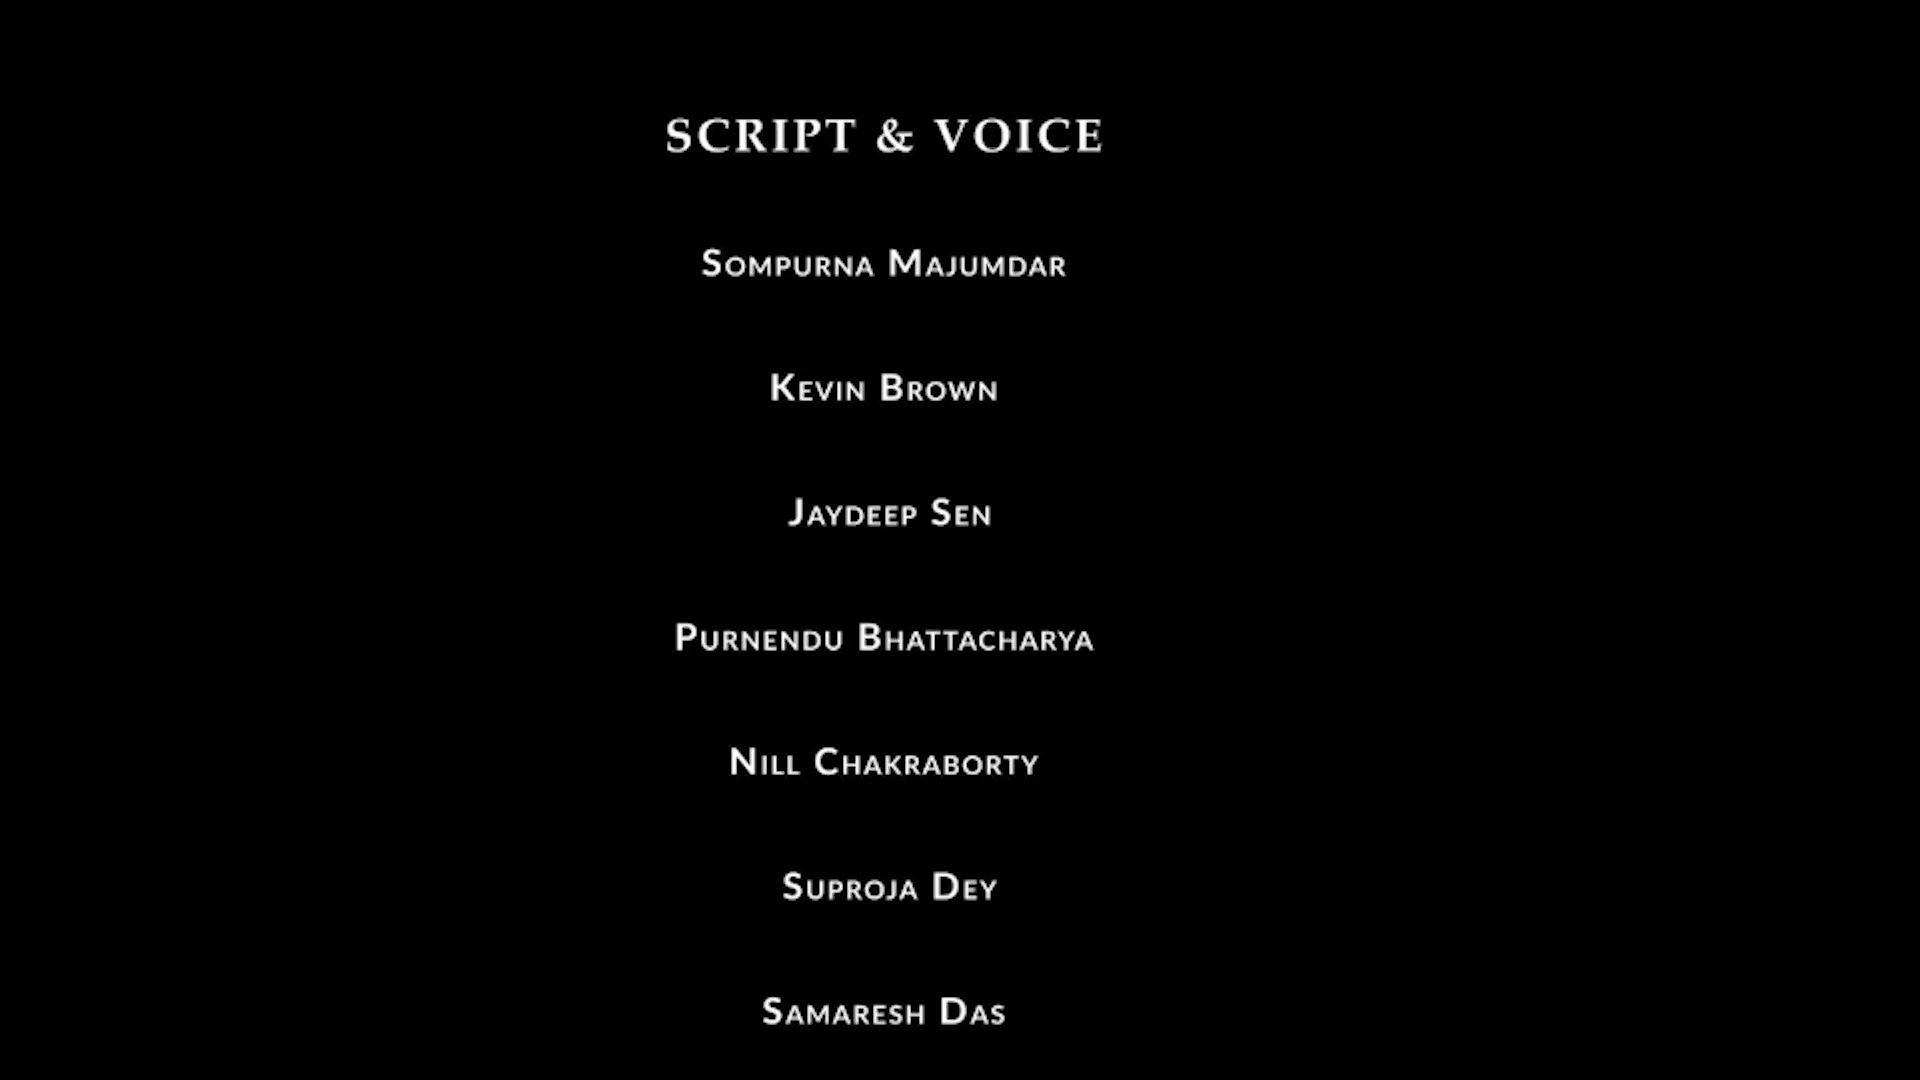 SCRIPT & VOICE
Sompurna Majumdar
Kevin Brown
Jaydeep Sen
Purnendu Bhattacharya
Nill Chakraborty
Suproja Dey
Samaresh Das